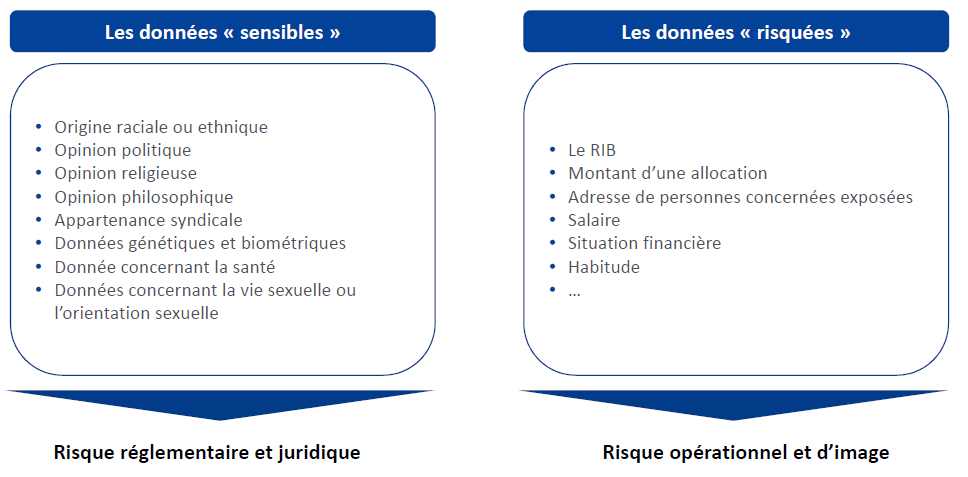 Les données « sensibles »
• Origine raciale ou ethnique
• Opinion politique
• Opinion religieuse
• Opinion philosophique
• Appartenance syndicale
• Données génétiques et biométriques
• Donnée concernant la santé
• Données concernant la vie sexuelle ou
l’orientation sexuelle
Risque réglementaire et juridique
Les données « risquées »
• Le RIB
• Montant d’une allocation
• Adresse de personnes concernées exposées
• Salaire
• Situation financière
• Habitude
• …
Risque opérationnel et d’image